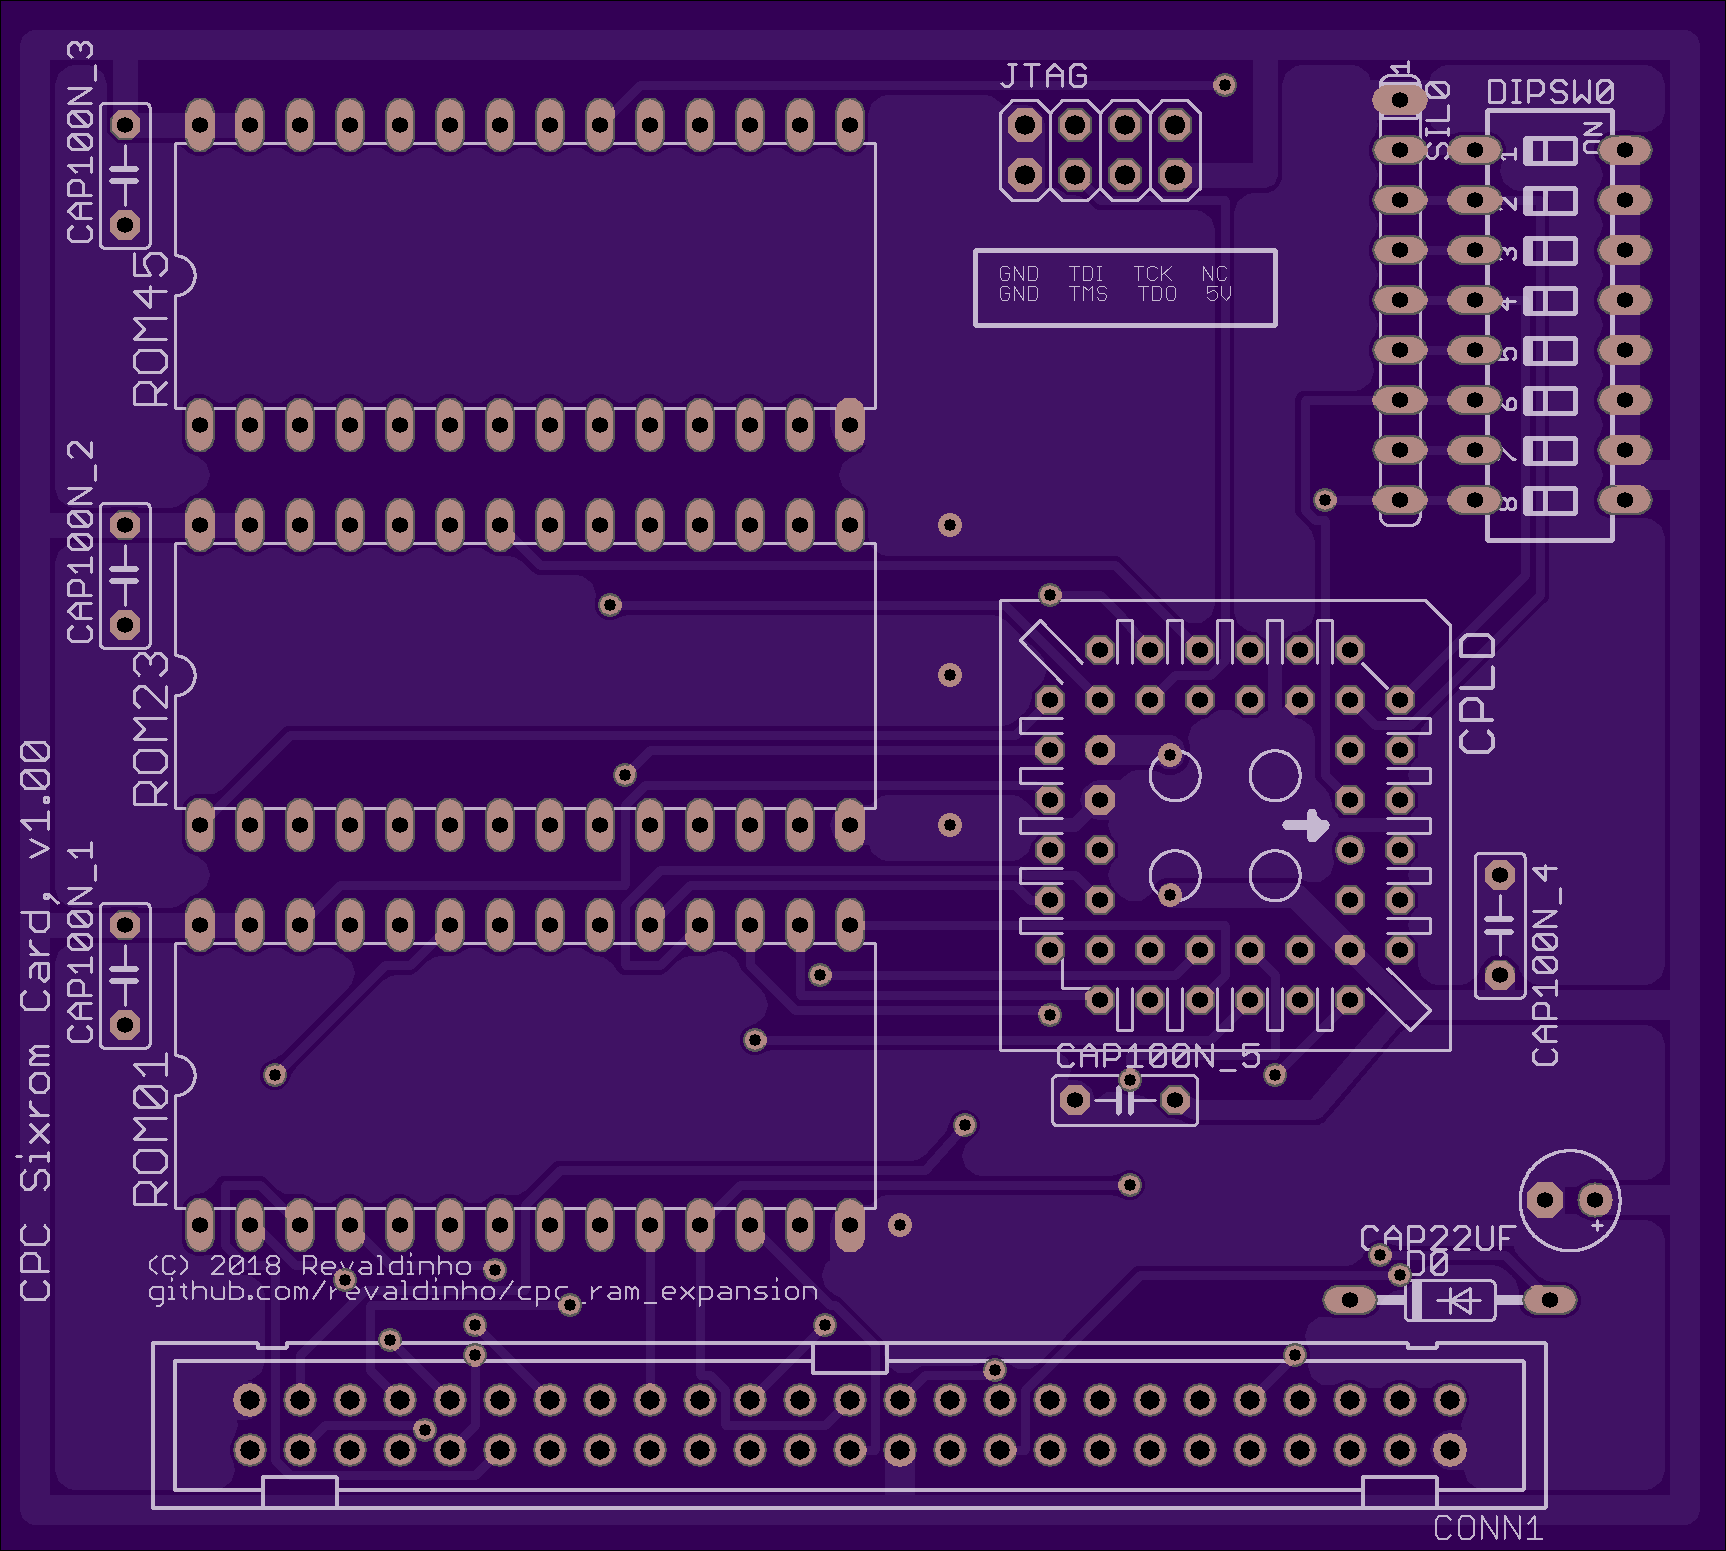 JTAG
GND TDI TCK NC
GND TMS TDO 5V
1
SIL0
DIPSW0
ON
1
2
3
4
5
6
7
8
CAP100N_3
ROM45
CAP100N_2
ROM23
CAP100N_1
ROM01
CPC Sixrom Card, v1.00
CPLD
CAP100N_4
CAP100N_5
CAP22UF
+
D0
(C) 2018 Revaldinho
github.com/revaldinho/cpc_ram_expansion
CONN1